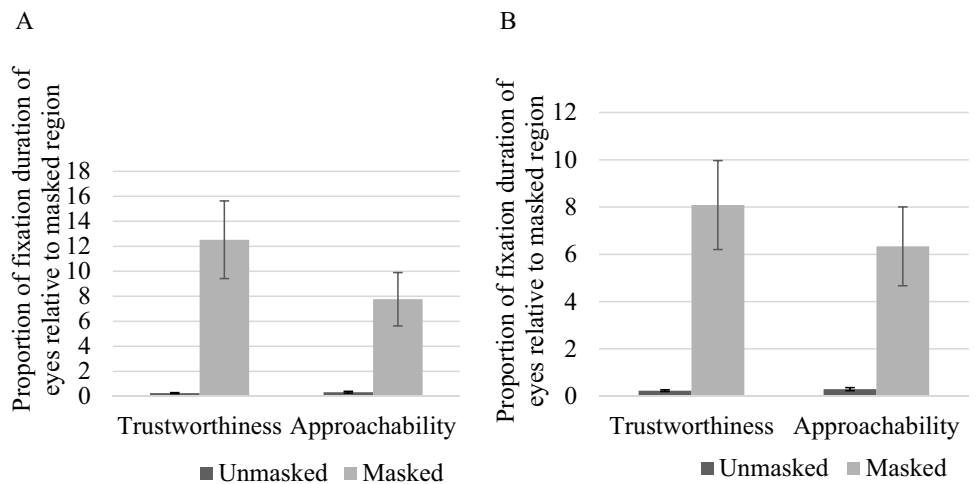 A
Proportion of fixation duration of
eyes relative to masked region
18
16
14
12
10
8
6
4
2
0
Trustworthiness Approachability
Unmasked Masked
B
Proportion of fixation duration of
eyes relative to masked region
12
10
8
6
4
2
0
Trustworthiness Approachability
Unmasked Masked